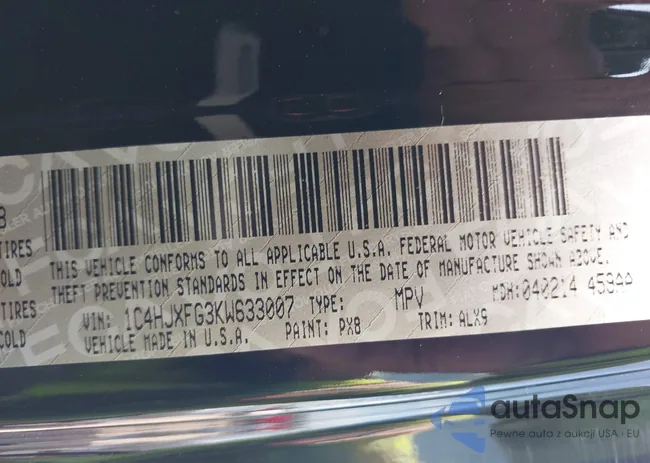 B
TIRES
COLD
TIRES
COLD
THIS VEHICLE CONFORMS TO ALL APPLICABLE U.S.A. FEDERAL MOTOR VEHICLE SAFETY AND
THEFT PREVENTION STANDARDS IN EFFECT ON THE DATE OF MANUFACTURE SHOWN ABOVE.
VIN: 1C4HJXFG3KW633007 TYPE: MPV MDH: 040214 459AA
VEHICLE MADE IN U.S.A. PAINT: PX8 TRIM: ALX9
autoSnap
Pewne auta z aukcji USA i EU